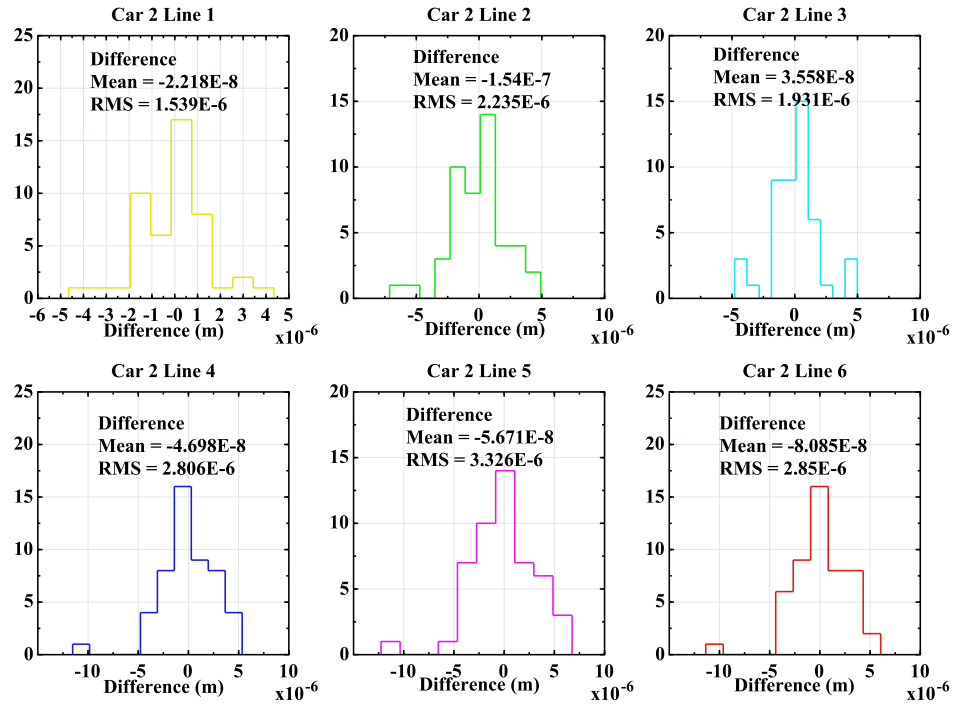 Car 2 Line 1
25
20
15
10
5
0
Difference
Mean = -2.218E-8
RMS = 1.539E-6
-6 -5 -4 -3 -2 -1 -0 1 2 3 4 5
Difference (m)
x10-6
Car 2 Line 2
20
15
10
5
0
Difference
Mean = -1.54E-7
RMS = 2.235E-6
-5 0 5 10
Difference (m)
x10-6
Car 2 Line 3
20
15
10
5
0
Difference
Mean = 3.558E-8
RMS = 1.931E-6
-5 0 5 10
Difference (m)
x10-6
Car 2 Line 4
25
20
15
10
5
0
Difference
Mean = -4.698E-8
RMS = 2.806E-6
-10 -5 0 5 10
Difference (m)
x10-6
Car 2 Line 5
20
15
10
5
0
Difference
Mean = -5.671E-8
RMS = 3.326E-6
-10 -5 0 5 10
Difference (m)
x10-6
Car 2 Line 6
25
20
15
10
5
0
Difference
Mean = -8.085E-8
RMS = 2.85E-6
-10 -5 0 5 10
Difference (m)
x10-6